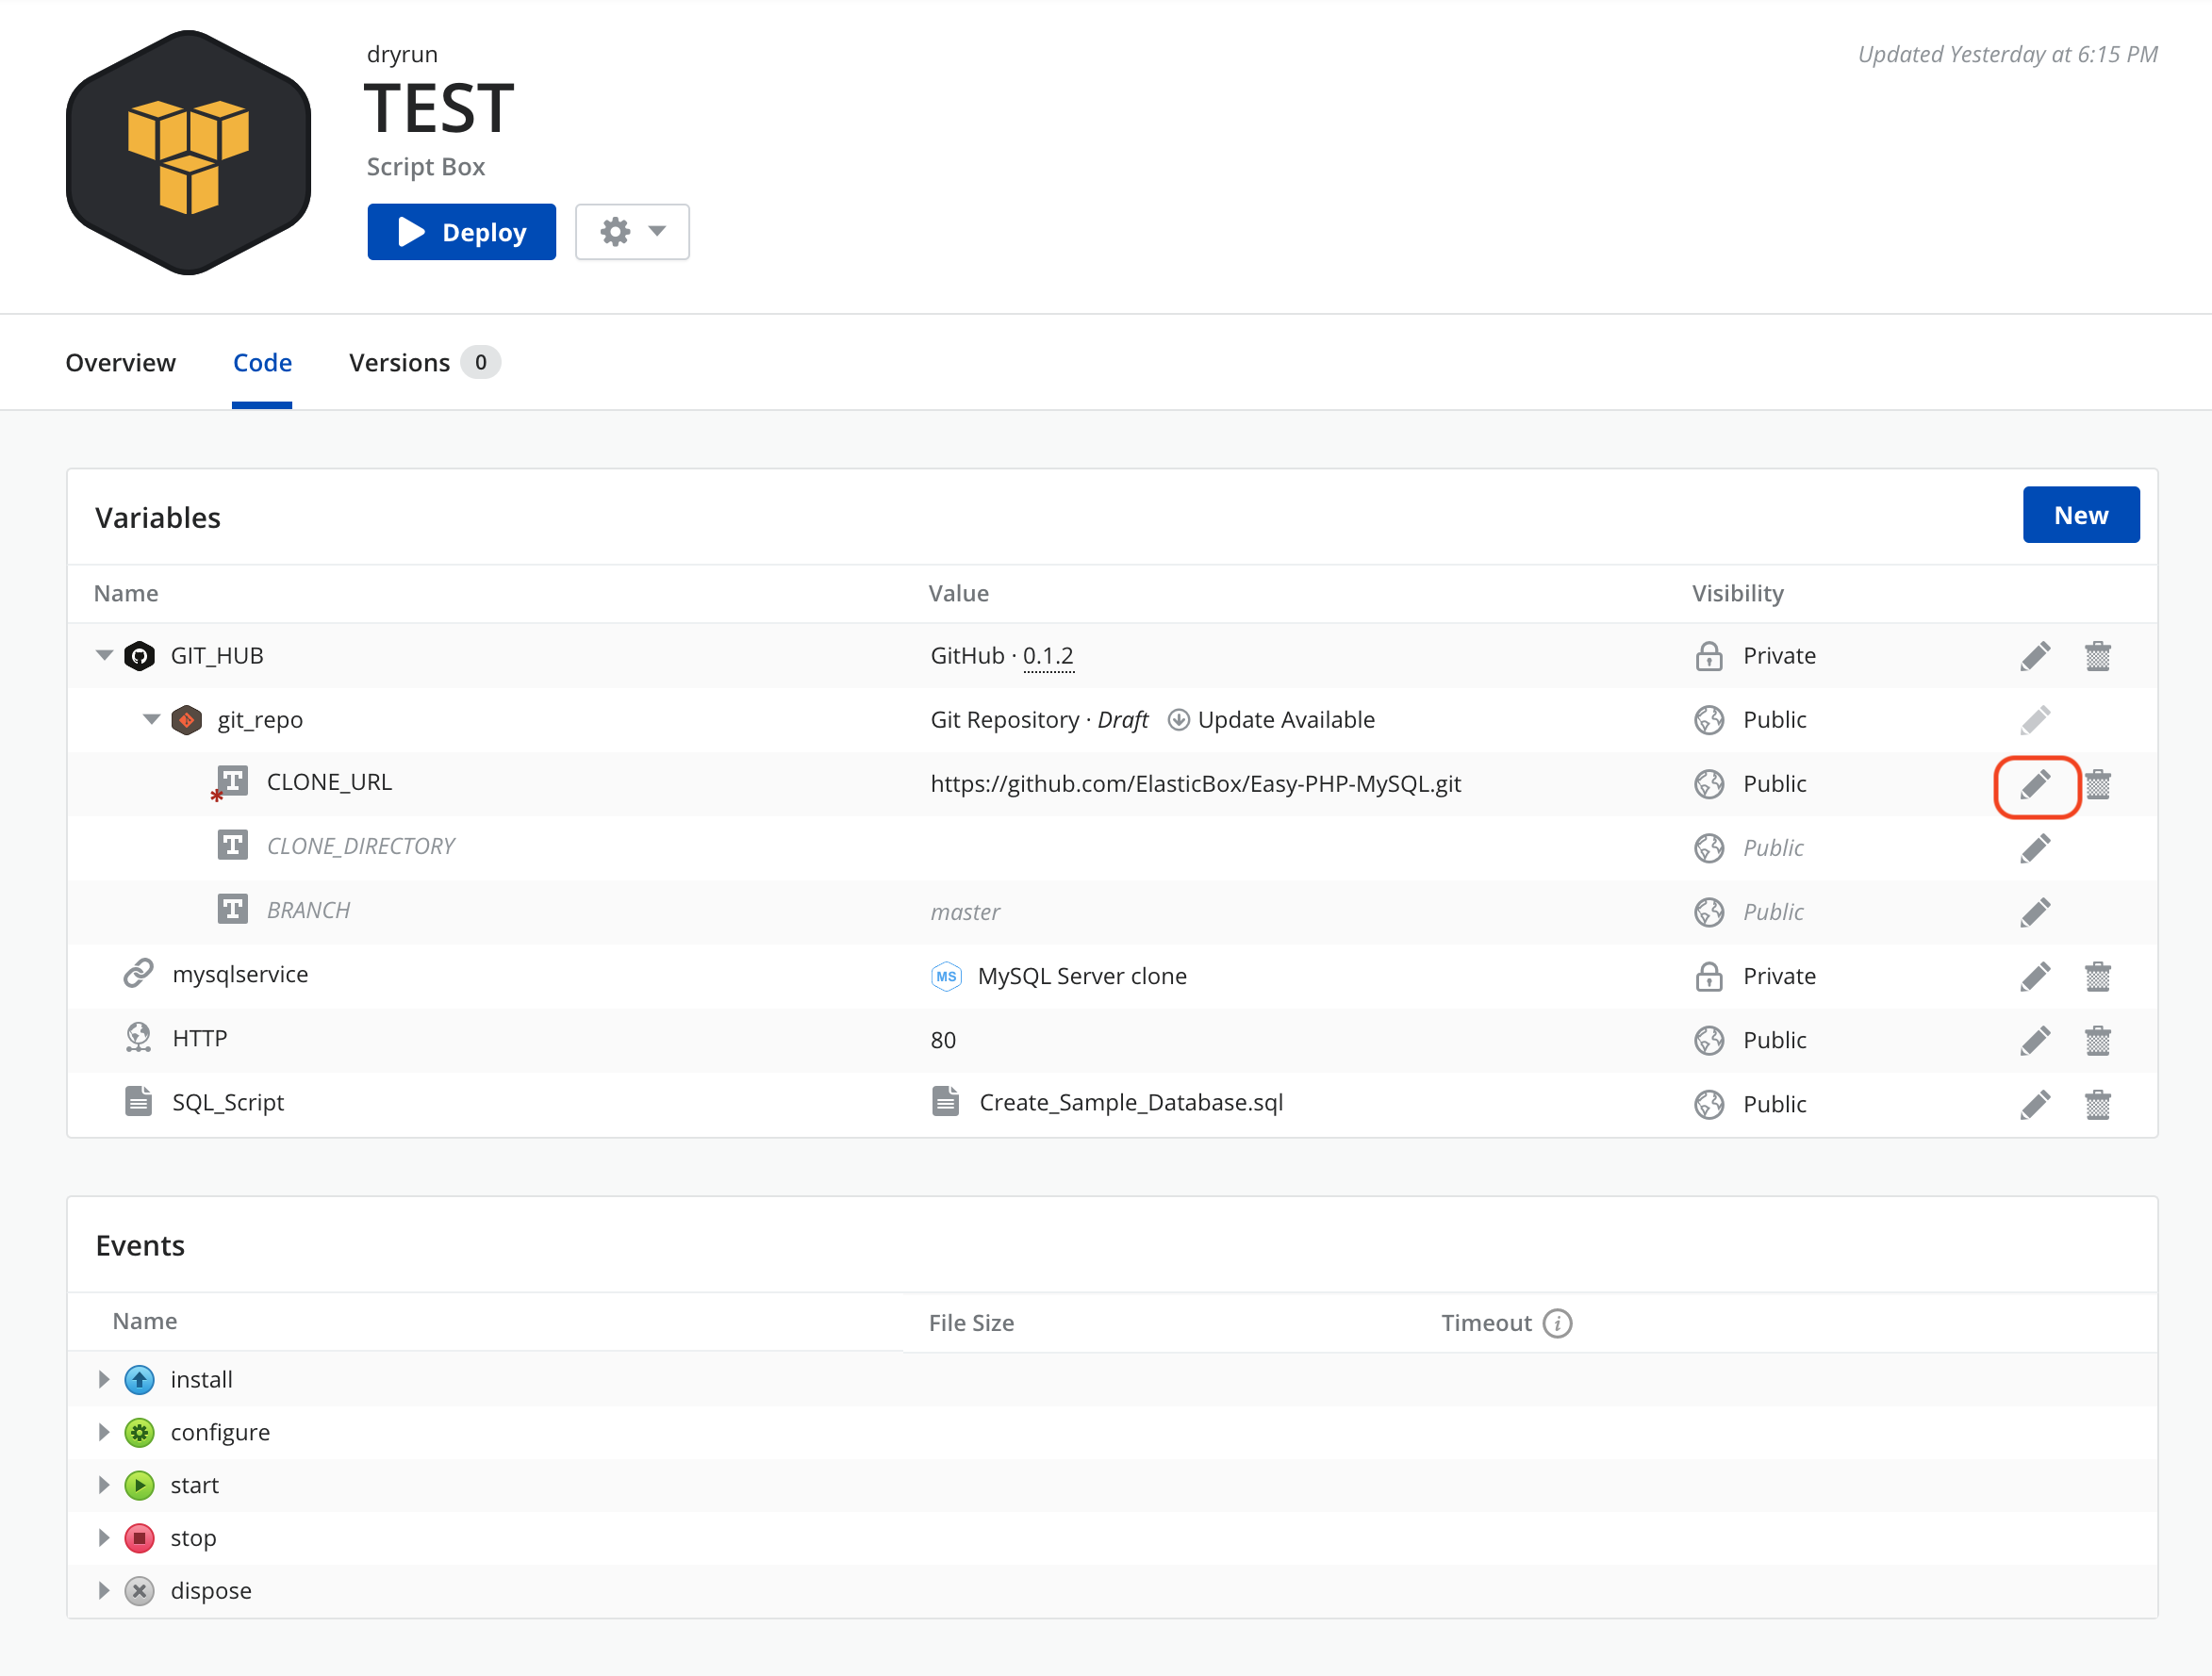 dryrun
Updated Yesterday at 6:15 PM
TEST
Script Box
Deploy
Overview
Code
Versions 0
Variables
New
Name Value Visibility
GIT_HUB GitHub · 0.1.2 Private
git_repo Git Repository · Draft Update Available Public
CLONE_URL https://github.com/ElasticBox/Easy-PHP-MySQL.git Public
CLONE_DIRECTORY Public
BRANCH master Public
mysqlservice MS MySQL Server clone Private
HTTP 80 Public
SQL_Script Create_Sample_Database.sql Public
Events
Name File Size Timeout
install
configure
start
stop
dispose